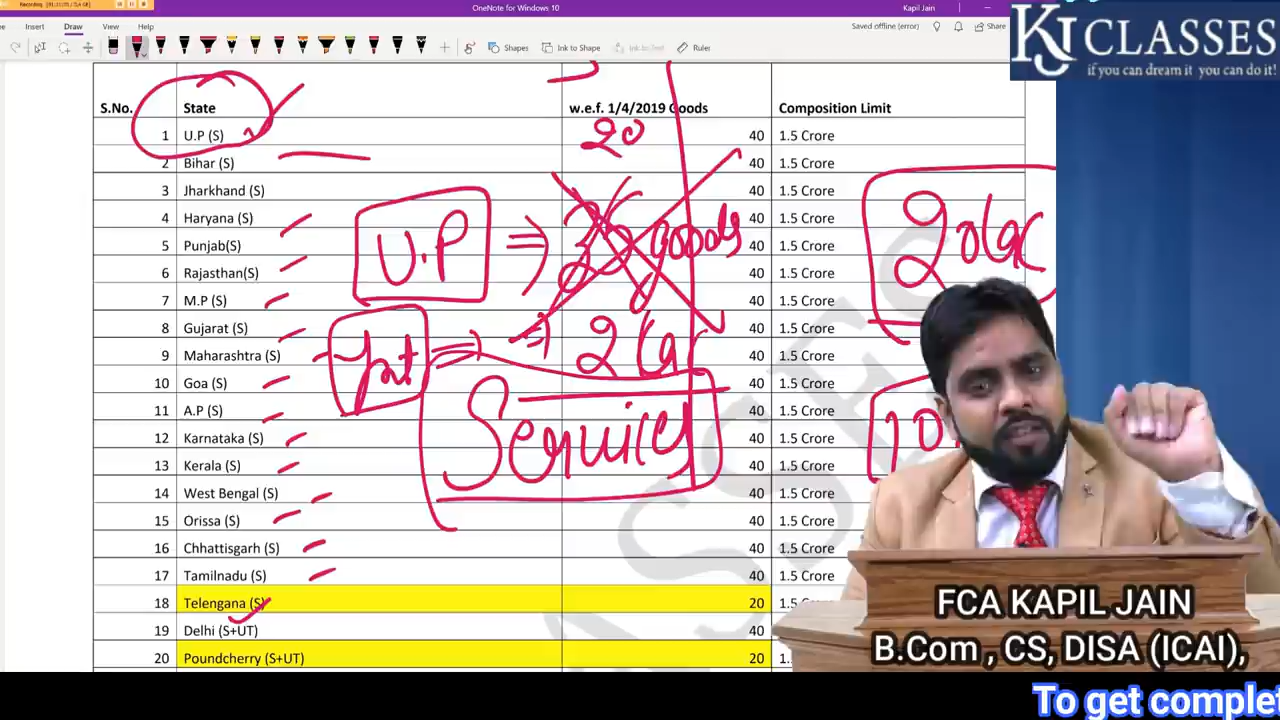 OneNote for Windows 10
Kapil Jain
Insert Draw View Help
Saved offline (error)
Share
Shapes
Ink to Shape
Ink to Text
Ruler
KJ CLASSES
if you can dream it you can do it!
S.No. State w.e.f. 1/4/2019 Goods Composition Limit
1 U.P (S) 40 1.5 Crore
20
2 Bihar (S) 40 1.5 Crore
3 Jharkhand (S) 40 1.5 Crore
4 Haryana (S) 40 1.5 Crore
5 Punjab(S) 40 1.5 Crore
6 Rajasthan(S) 40 1.5 Crore
7 M.P (S) 40 1.5 Crore
8 Gujarat (S) 40 1.5 Crore
9 Maharashtra (S) 40 1.5 Crore
10 Goa (S) 40 1.5 Crore
11 A.P (S) 40 1.5 Crore
12 Karnataka (S) 40 1.5 Crore
13 Kerala (S) 40 1.5 Crore
14 West Bengal (S) 40 1.5 Crore
15 Orissa (S) 40 1.5 Crore
16 Chhattisgarh (S) 40 1.5 Crore
17 Tamilnadu (S) 40 1.5 Crore
18 Telengana (S) 20
19 Delhi (S+UT) 40
20 Poundcherry (S+UT) 20
U.P ⇒ goods
20lac
⇒ 2 lac
10
FCA KAPIL JAIN
B.Com , CS, DISA (ICAI),
To get complet